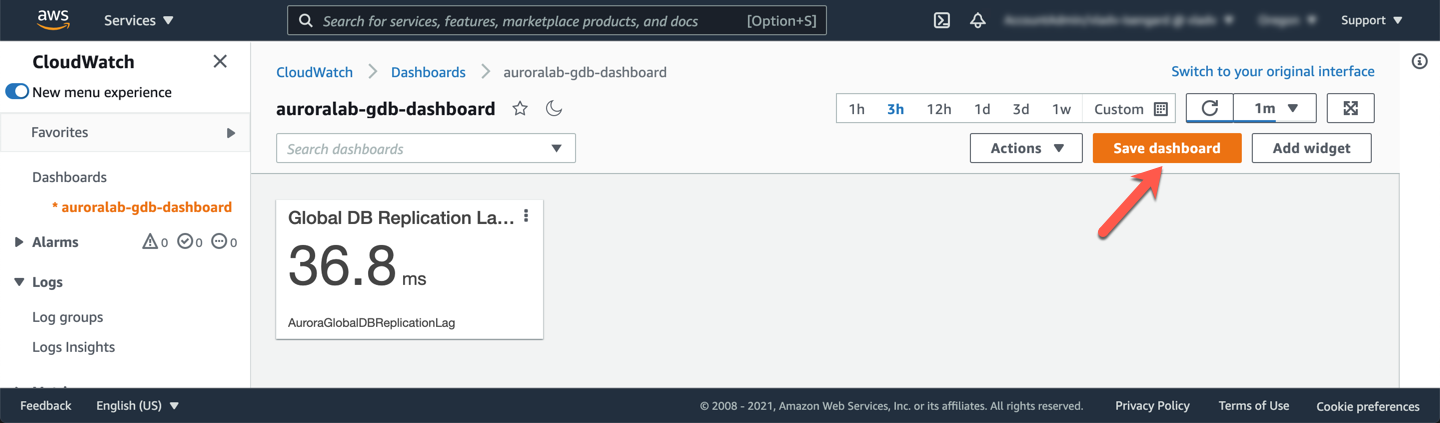 aws
Services
Search for services, features, marketplace products, and docs [Option+S]
Support
CloudWatch
New menu experience
Favorites
Dashboards
* auroralab-gdb-dashboard
Alarms 0 0 0
Logs
Log groups
Logs Insights
CloudWatch Dashboards auroralab-gdb-dashboard
Switch to your original interface
auroralab-gdb-dashboard
1h 3h 12h 1d 3d 1w Custom 1m
Search dashboards
Actions Save dashboard Add widget
Global DB Replication La...
36.8 ms
AuroraGlobalDBReplicationLag
Feedback English (US) © 2008 - 2021, Amazon Web Services, Inc. or its affiliates. All rights reserved. Privacy Policy Terms of Use Cookie preferences